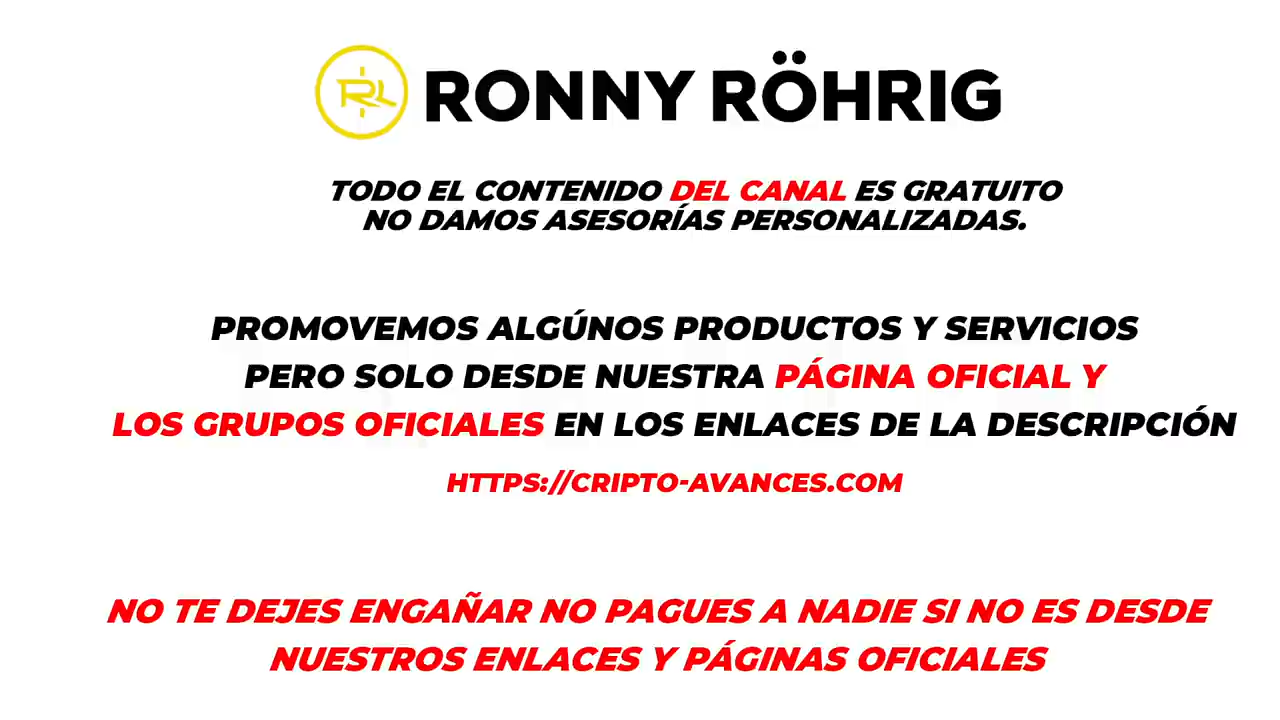 RONNY RÖHRIG
TODO EL CONTENIDO DEL CANAL ES GRATUITO
NO DAMOS ASESORÍAS PERSONALIZADAS.
PROMOVEMOS ALGÚNOS PRODUCTOS Y SERVICIOS
PERO SOLO DESDE NUESTRA PÁGINA OFICIAL Y
LOS GRUPOS OFICIALES EN LOS ENLACES DE LA DESCRIPCIÓN
HTTPS://CRIPTO-AVANCES.COM
NO TE DEJES ENGAÑAR NO PAGUES A NADIE SI NO ES DESDE
NUESTROS ENLACES Y PÁGINAS OFICIALES